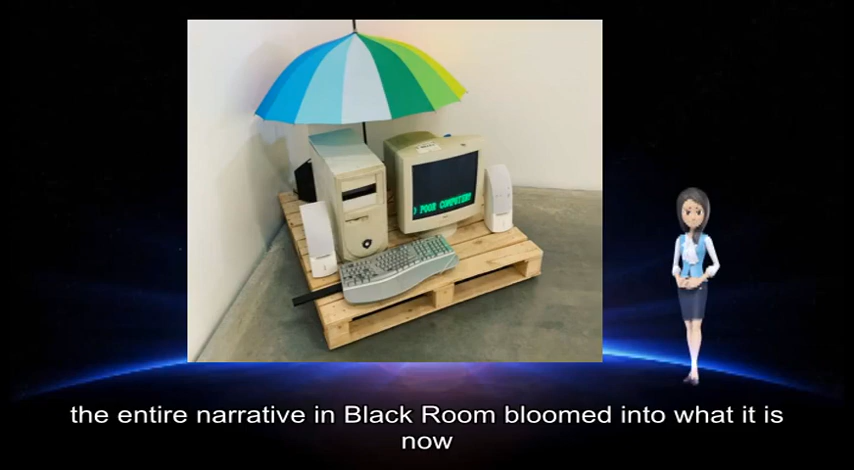 ) POOR COMPUTER!
the entire narrative in Black Room bloomed into what it is
now